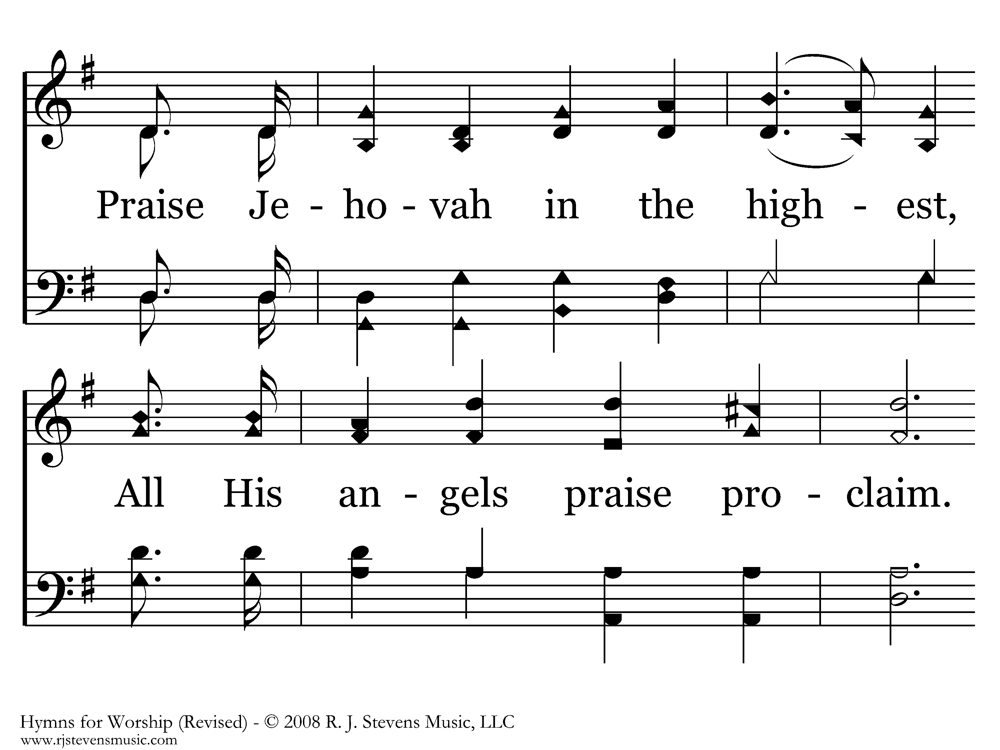 Praise Je - ho - vah in the high - est,
All His an - gels praise pro - claim.
Hymns for Worship (Revised) - © 2008 R. J. Stevens Music, LLC
www.rjstevensmusic.com